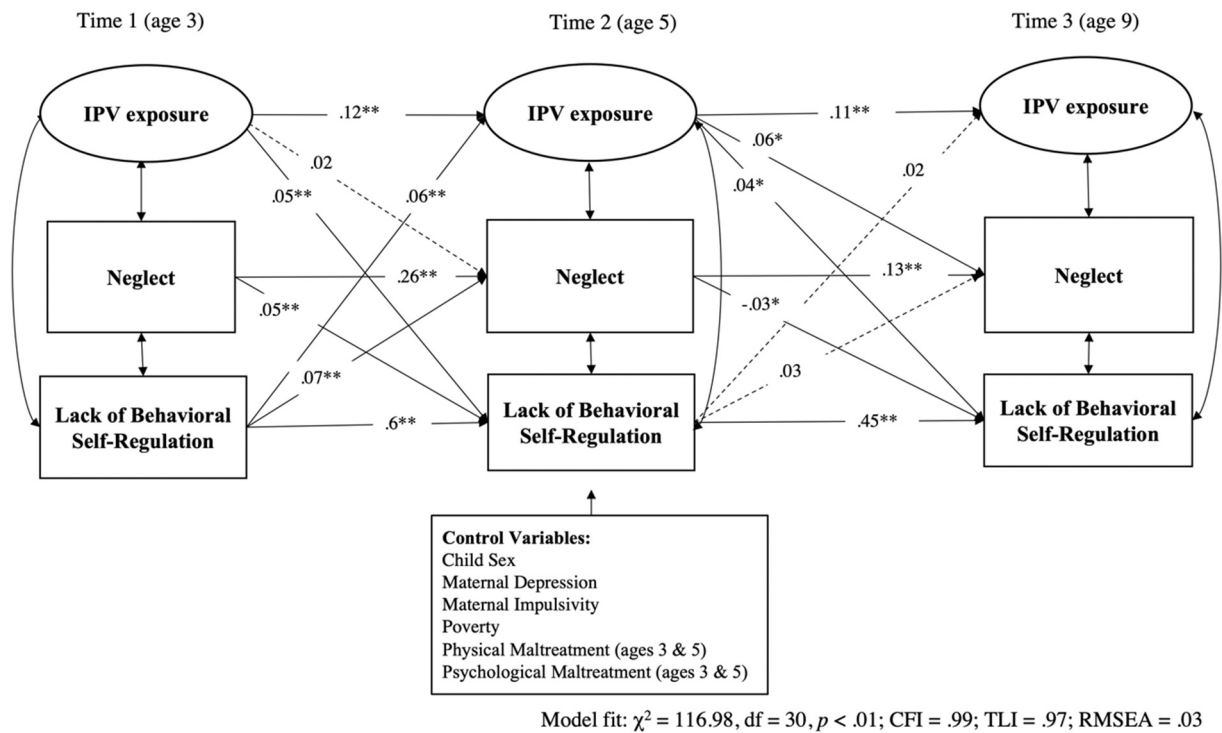 Time 1 (age 3)
Time 2 (age 5)
Time 3 (age 9)
IPV exposure
.12**
IPV exposure
.11**
IPV exposure
.02
.05**
.06**
.06*
.04*
.02
Neglect
.26**
Neglect
.13**
Neglect
.05**
-.03*
.07**
.03
Lack of Behavioral
Self-Regulation
.6**
Lack of Behavioral
Self-Regulation
.45**
Lack of Behavioral
Self-Regulation
Control Variables:
Child Sex
Maternal Depression
Maternal Impulsivity
Poverty
Physical Maltreatment (ages 3 & 5)
Psychological Maltreatment (ages 3 & 5)
Model fit: χ² = 116.98, df = 30, p < .01; CFI = .99; TLI = .97; RMSEA = .03